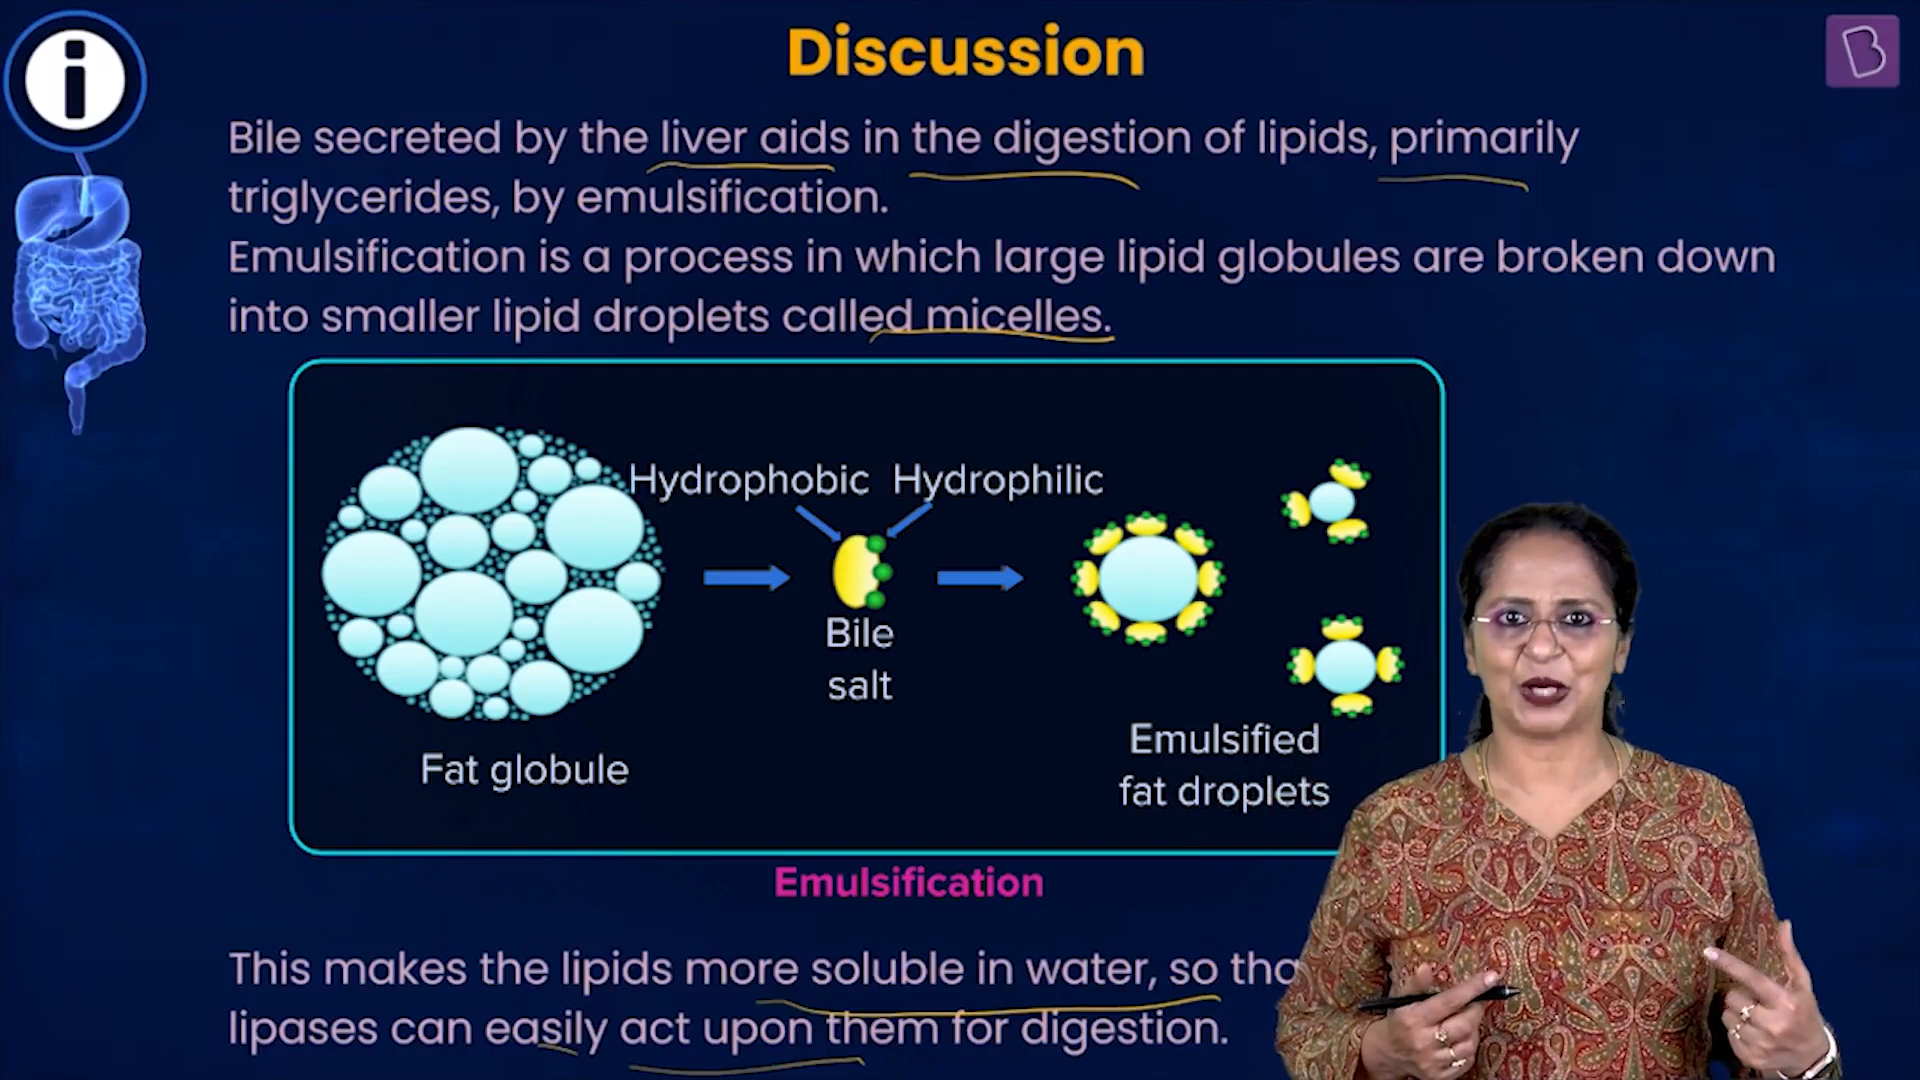 Discussion
Bile secreted by the liver aids in the digestion of lipids, primarily
triglycerides, by emulsification.
Emulsification is a process in which large lipid globules are broken down
into smaller lipid droplets called micelles.
Hydrophobic Hydrophilic
Bile
salt
Fat globule
Emulsified
fat droplets
Emulsification
This makes the lipids more soluble in water, so
lipases can easily act upon them for digestion.